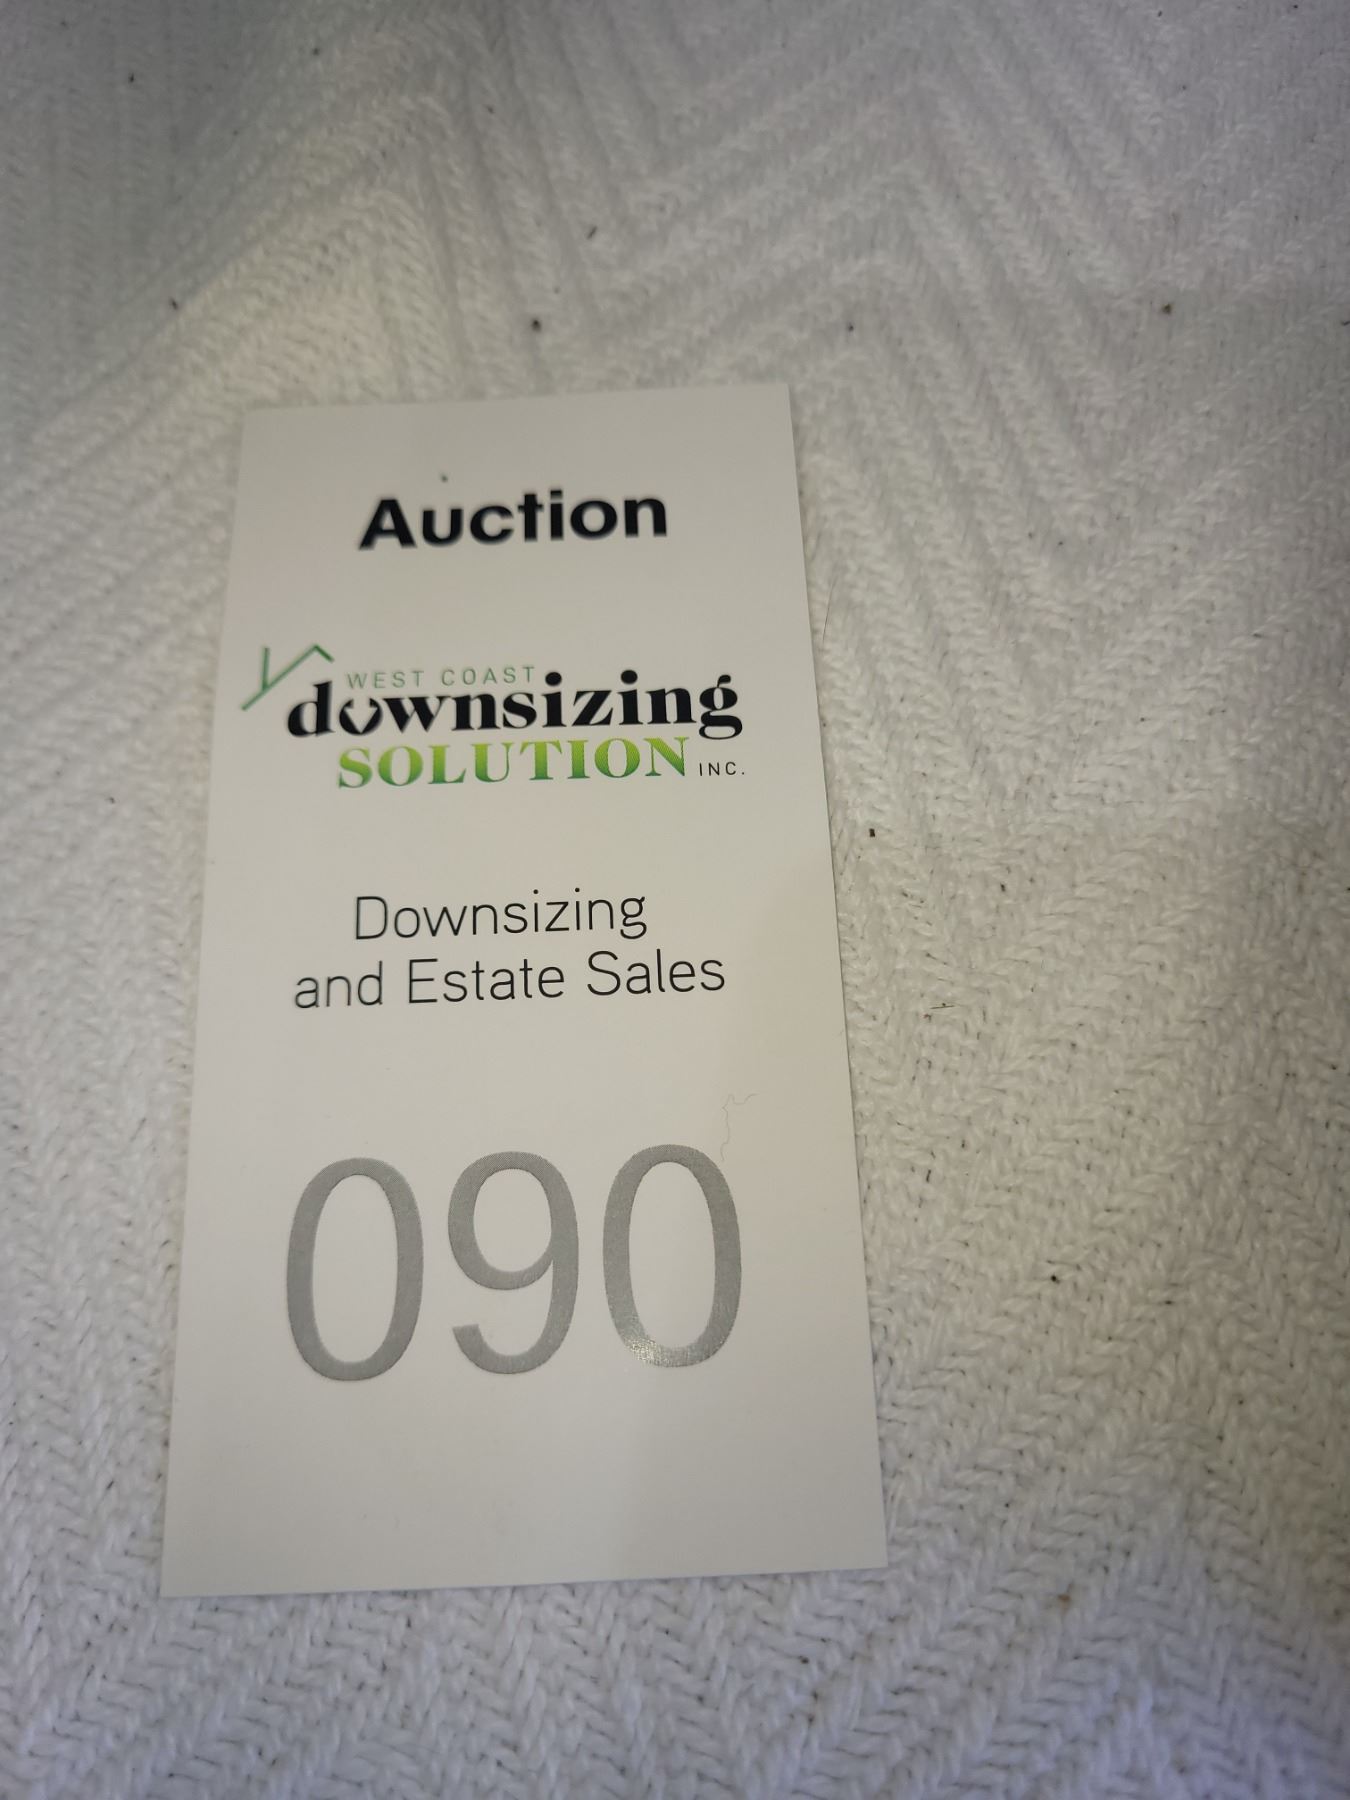 Auction
WEST COAST
downsizing
SOLUTION INC.
Downsizing
and Estate Sales
090